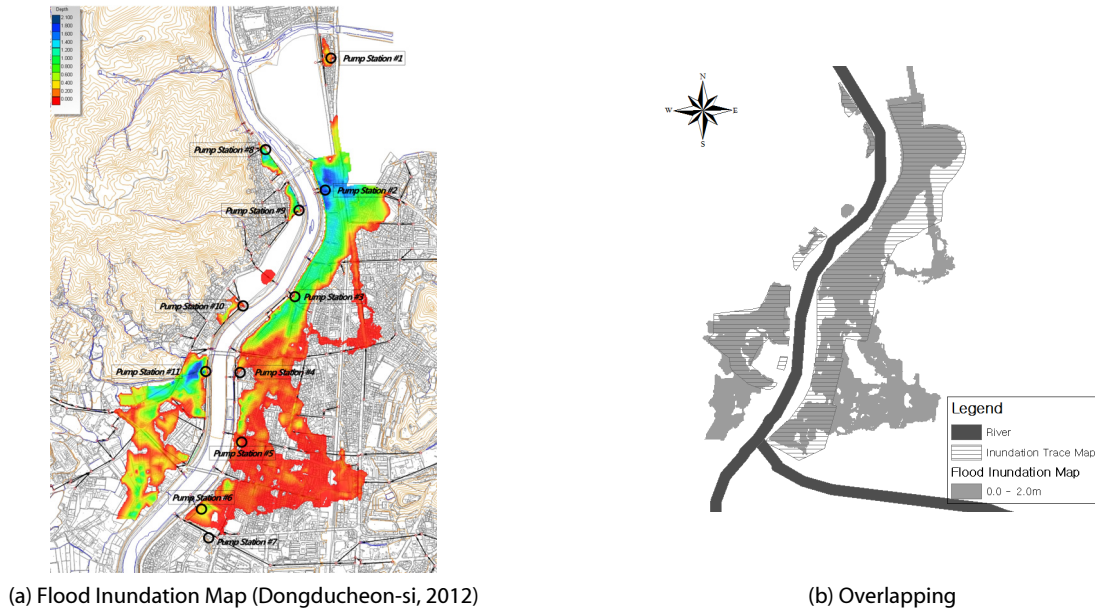 Depth
2.100
1.800
1.600
1.400
1.200
1.000
0.800
0.600
0.400
0.200
0.000
Pump Station #1
Pump Station #8
Pump Station #2
Pump Station #9
Pump Station #3
Pump Station #10
Pump Station #11
Pump Station #4
Pump Station #5
Pump Station #6
Pump Station #7
(a) Flood Inundation Map (Dongducheon-si, 2012)
N
W
E
S
Legend
River
Inundation Trace Map
Flood Inundation Map
0.0 - 2.0m
(b) Overlapping